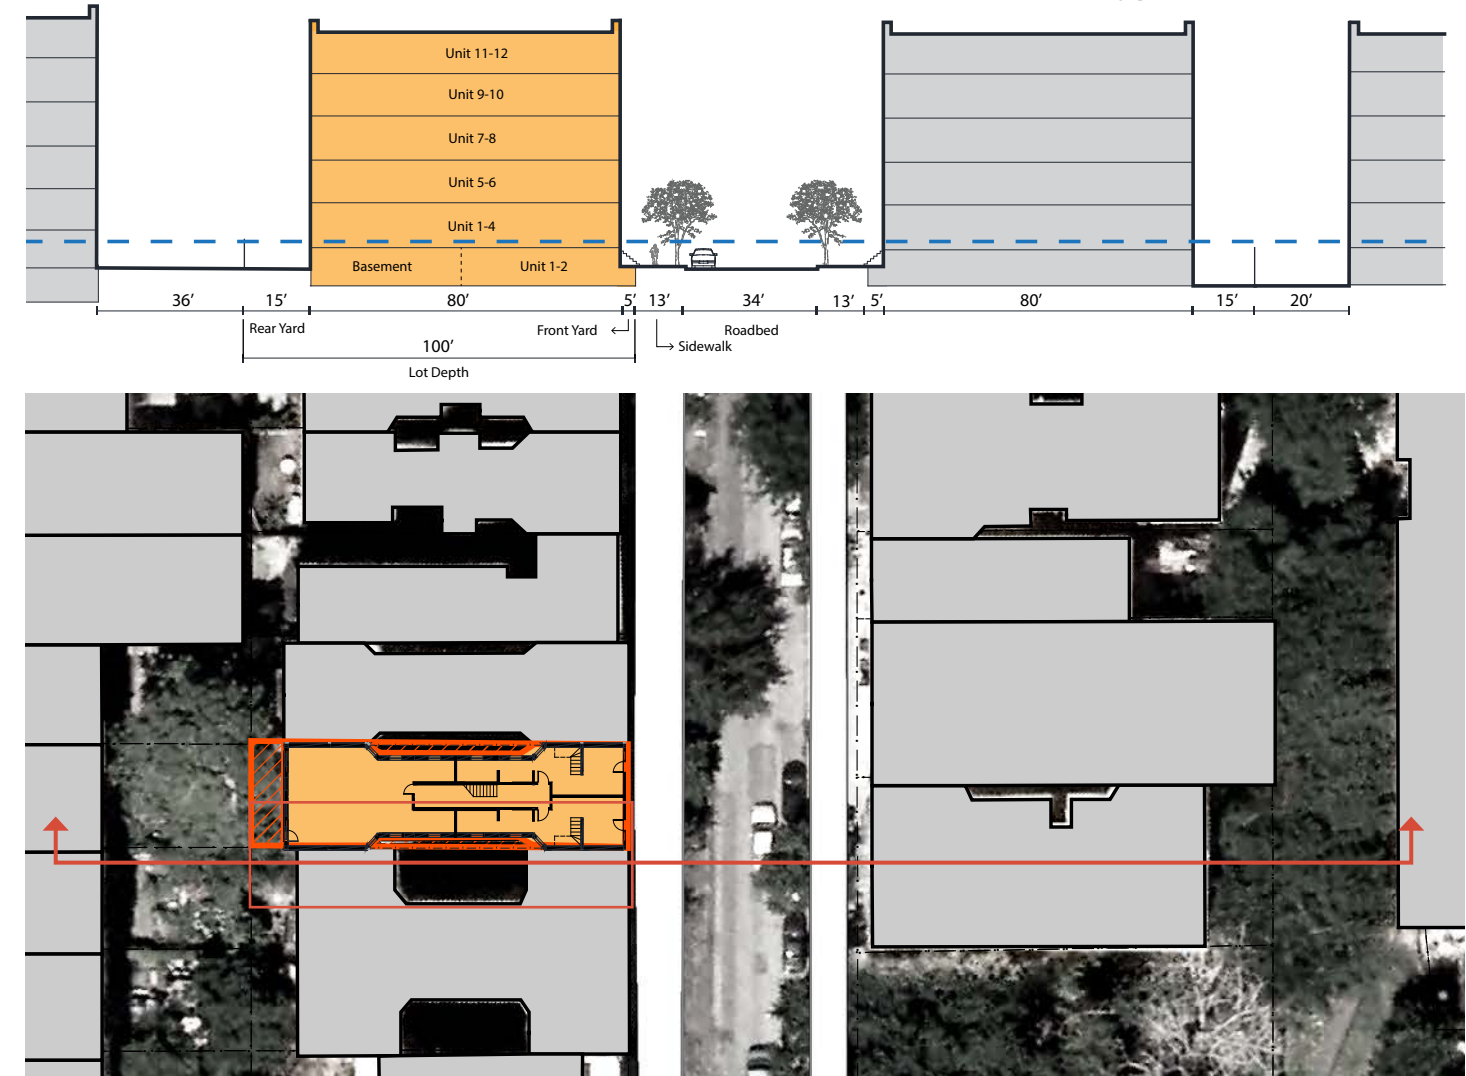 Unit 11-12
Unit 9-10
Unit 7-8
Unit 5-6
Unit 1-4
Basement
Unit 1-2
36’ 15’ 80’ 5’ 13’ 34’ 13’ 5’ 80’ 15’ 20’
Rear Yard
Front Yard
Roadbed
Sidewalk
100’
Lot Depth